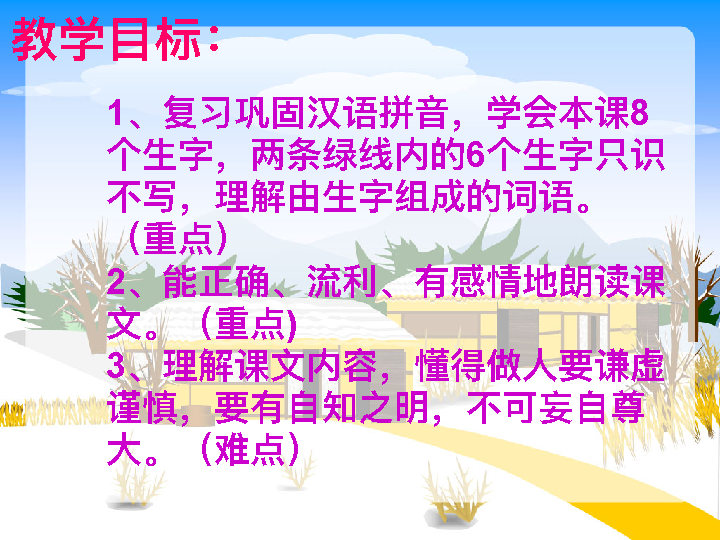 教学目标：
1、复习巩固汉语拼音，学会本课8
个生字，两条绿线内的6个生字只识
不写，理解由生字组成的词语。
（重点）
2、能正确、流利、有感情地朗读课
文。（重点)
3、理解课文内容，懂得做人要谦虚
谨慎，要有自知之明，不可妄自尊
大。（难点）